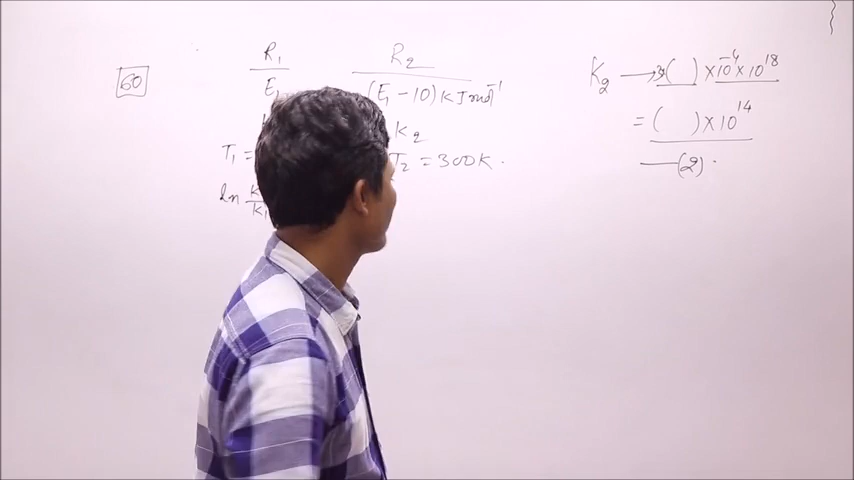 60
R₁ R₂
E₁ (E₁ - 10) kJ mol⁻¹
k₂
T₁ = T₂ = 300K.
ln k/k₁
K₂ → ( ) × 10⁻⁴ × 10¹⁸
= ( ) × 10¹⁴
—(2).